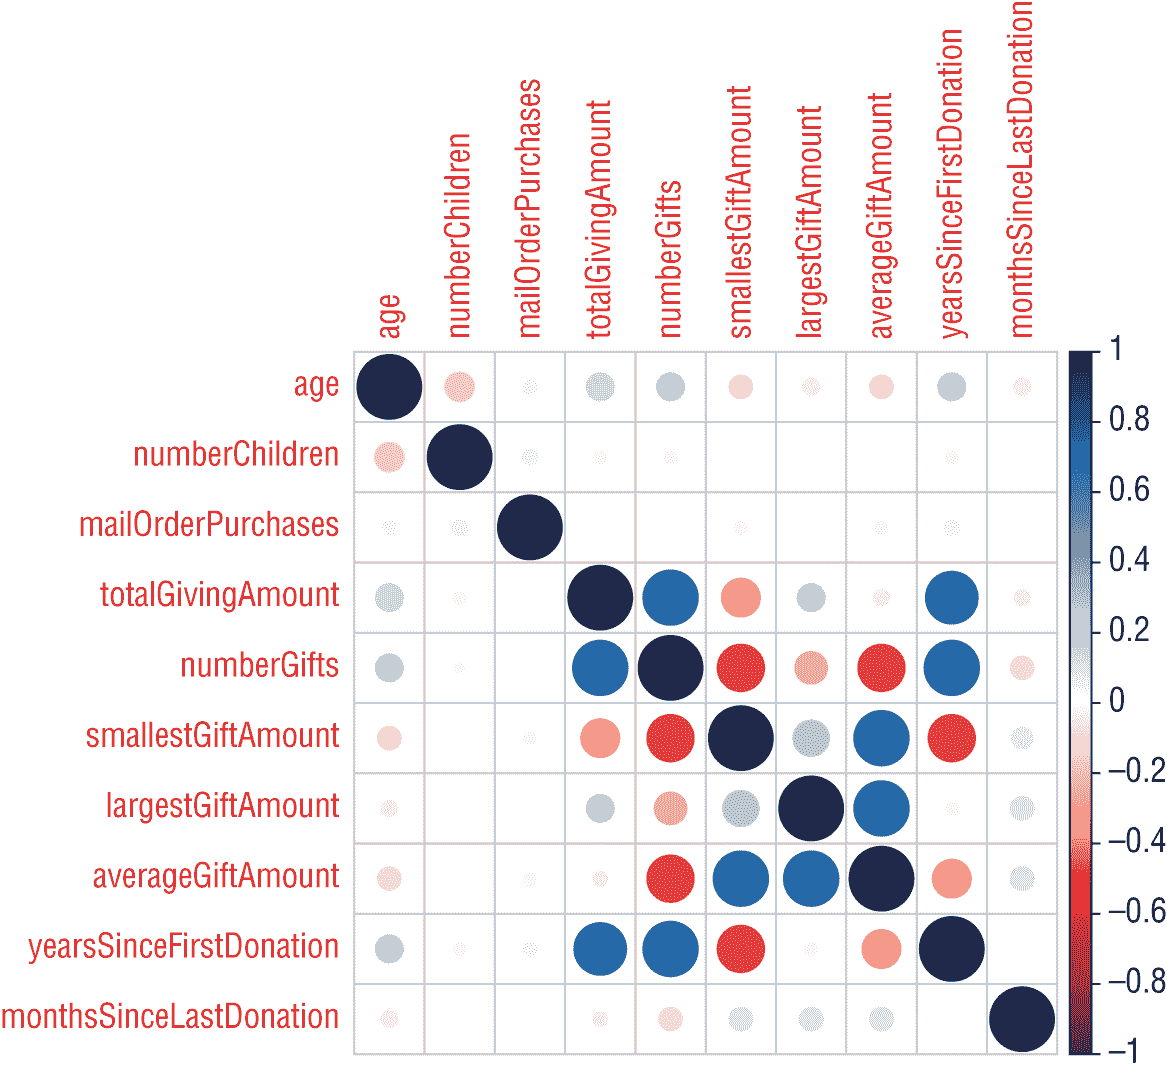 age
numberChildren
mailOrderPurchases
totalGivingAmount
numberGifts
smallestGiftAmount
largestGiftAmount
averageGiftAmount
yearsSinceFirstDonation
monthsSinceLastDonation
age
numberChildren
mailOrderPurchases
totalGivingAmount
numberGifts
smallestGiftAmount
largestGiftAmount
averageGiftAmount
yearsSinceFirstDonation
monthsSinceLastDonation
1
0.8
0.6
0.4
0.2
0
–0.2
–0.4
–0.6
–0.8
–1